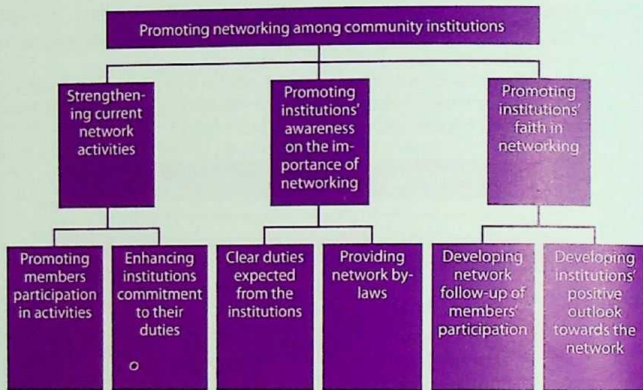 Promoting networking among community institutions
Strengthen-
ing current
network
activities
Promoting
institutions'
awareness
on the im-
portance of
networking
Promoting
institutions'
faith in
networking
Promoting
members
participation
in activities
Enhancing
institutions
commitment
to their
duties
Clear duties
expected
from the
institutions
Providing
network by-
laws
Developing
network
follow-up of
members'
participation
Developing
institutions'
positive
outlook
towards the
network